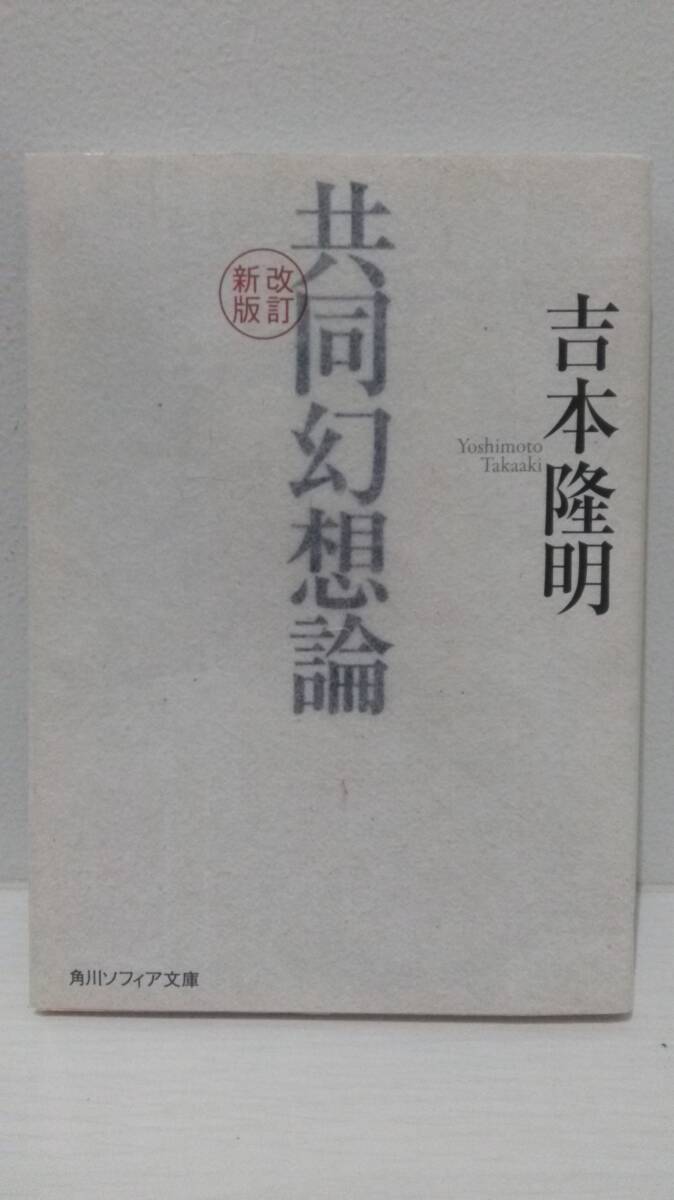 吉本隆明
Yoshimoto
Takaaki
共同幻想論
改訂
新版
角川ソフィア文庫